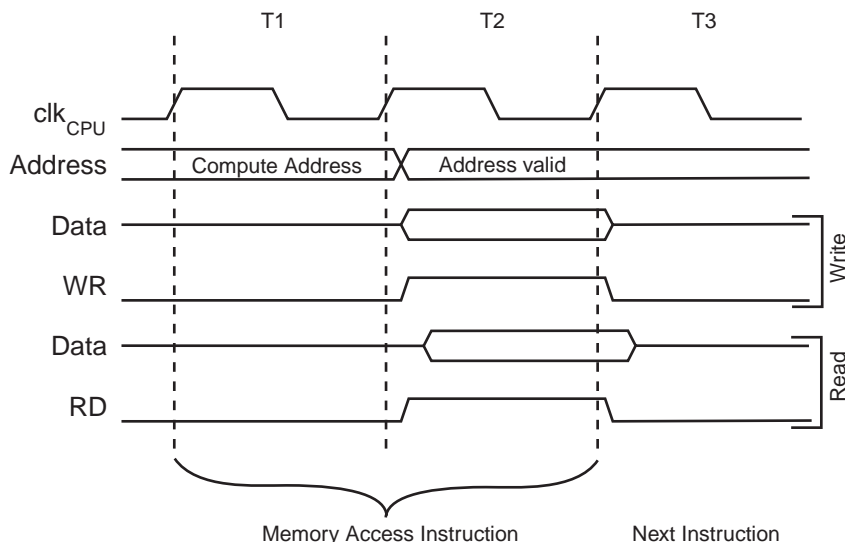 T1 T2 T3
clkCPU
Address Compute Address Address valid
Data
WR
Write
Data
RD
Read
Memory Access Instruction Next Instruction